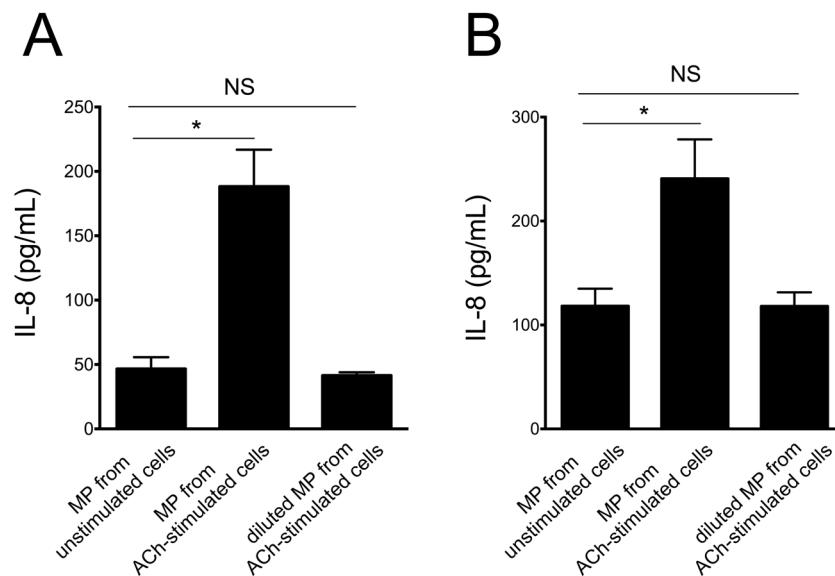 A
NS
*
250
200
150
100
50
0
IL-8 (pg/mL)
MP from
unstimulated cells
MP from
ACh-stimulated cells
diluted MP from
ACh-stimulated cells
B
NS
*
300
200
100
0
IL-8 (pg/mL)
MP from
unstimulated cells
MP from
ACh-stimulated cells
diluted MP from
ACh-stimulated cells